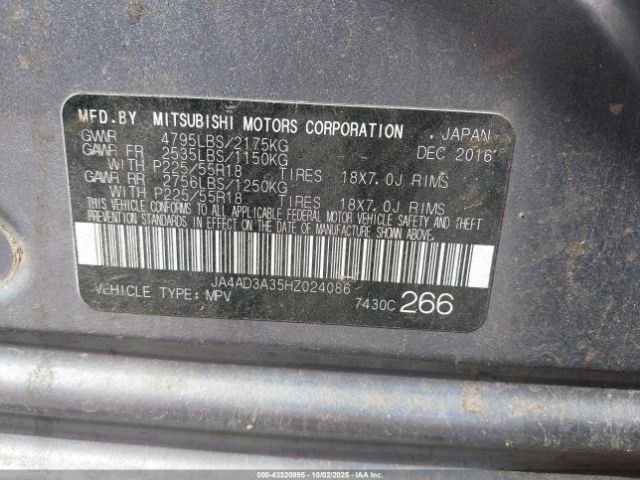 MFD.BY MITSUBISHI MOTORS CORPORATION , JAPAN
GVWR 4795LBS/2175KG DEC 2016
GAWR FR 2535LBS/1150KG
WITH P225/55R18 TIRES 18X7.0J RIMS
GAWR RR 2756LBS/1250KG
WITH P225/55R18 TIRES 18X7.0J RIMS
THIS VEHICLE CONFORMS TO ALL APPLICABLE FEDERAL MOTOR VEHICLE SAFETY AND THEFT
PREVENTION STANDARDS IN EFFECT ON THE DATE OF MANUFACTURE SHOWN ABOVE.
JA4AD3A35HZ024086
VEHICLE TYPE: MPV 7430C 266
000-43320995 - 10/02/2025 - IAAI.COM